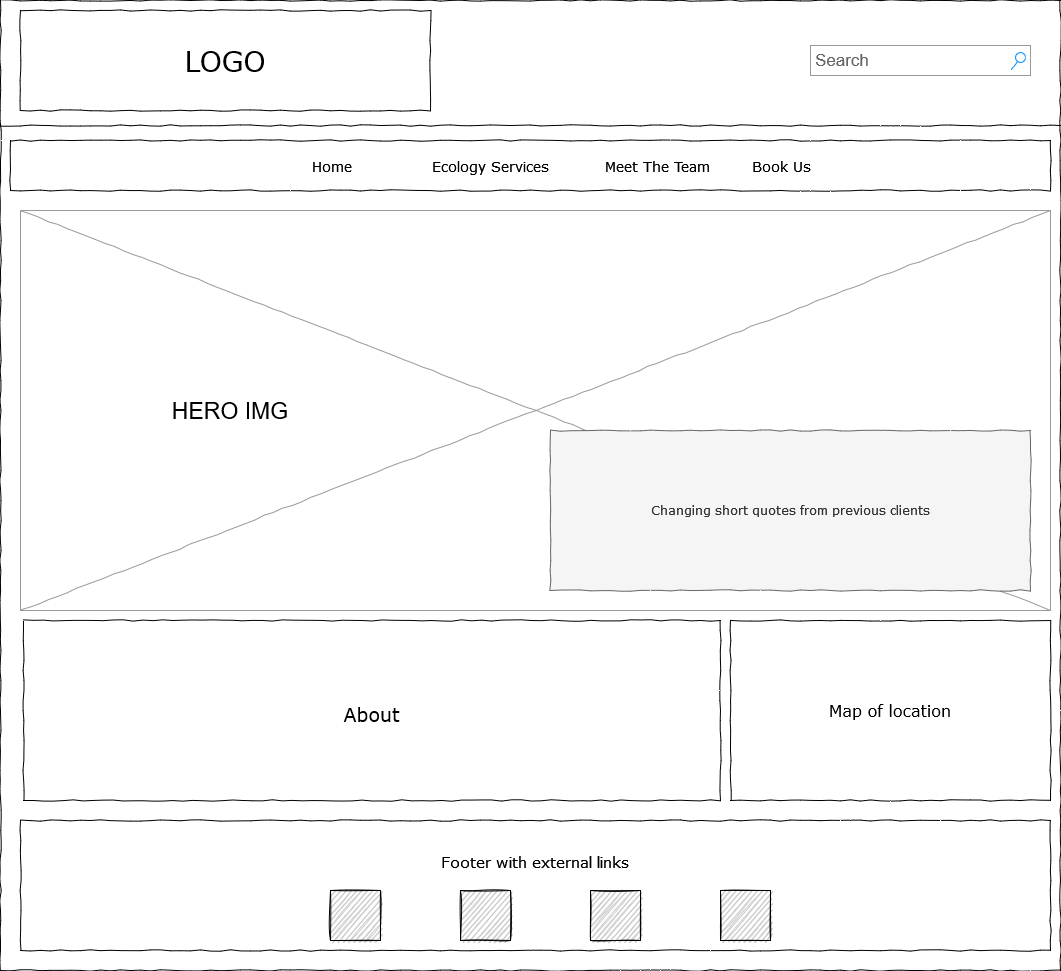 LOGO
Search
Home Ecology Services Meet The Team Book Us
HERO IMG
Changing short quotes from previous clients
About
Map of location
Footer with external links